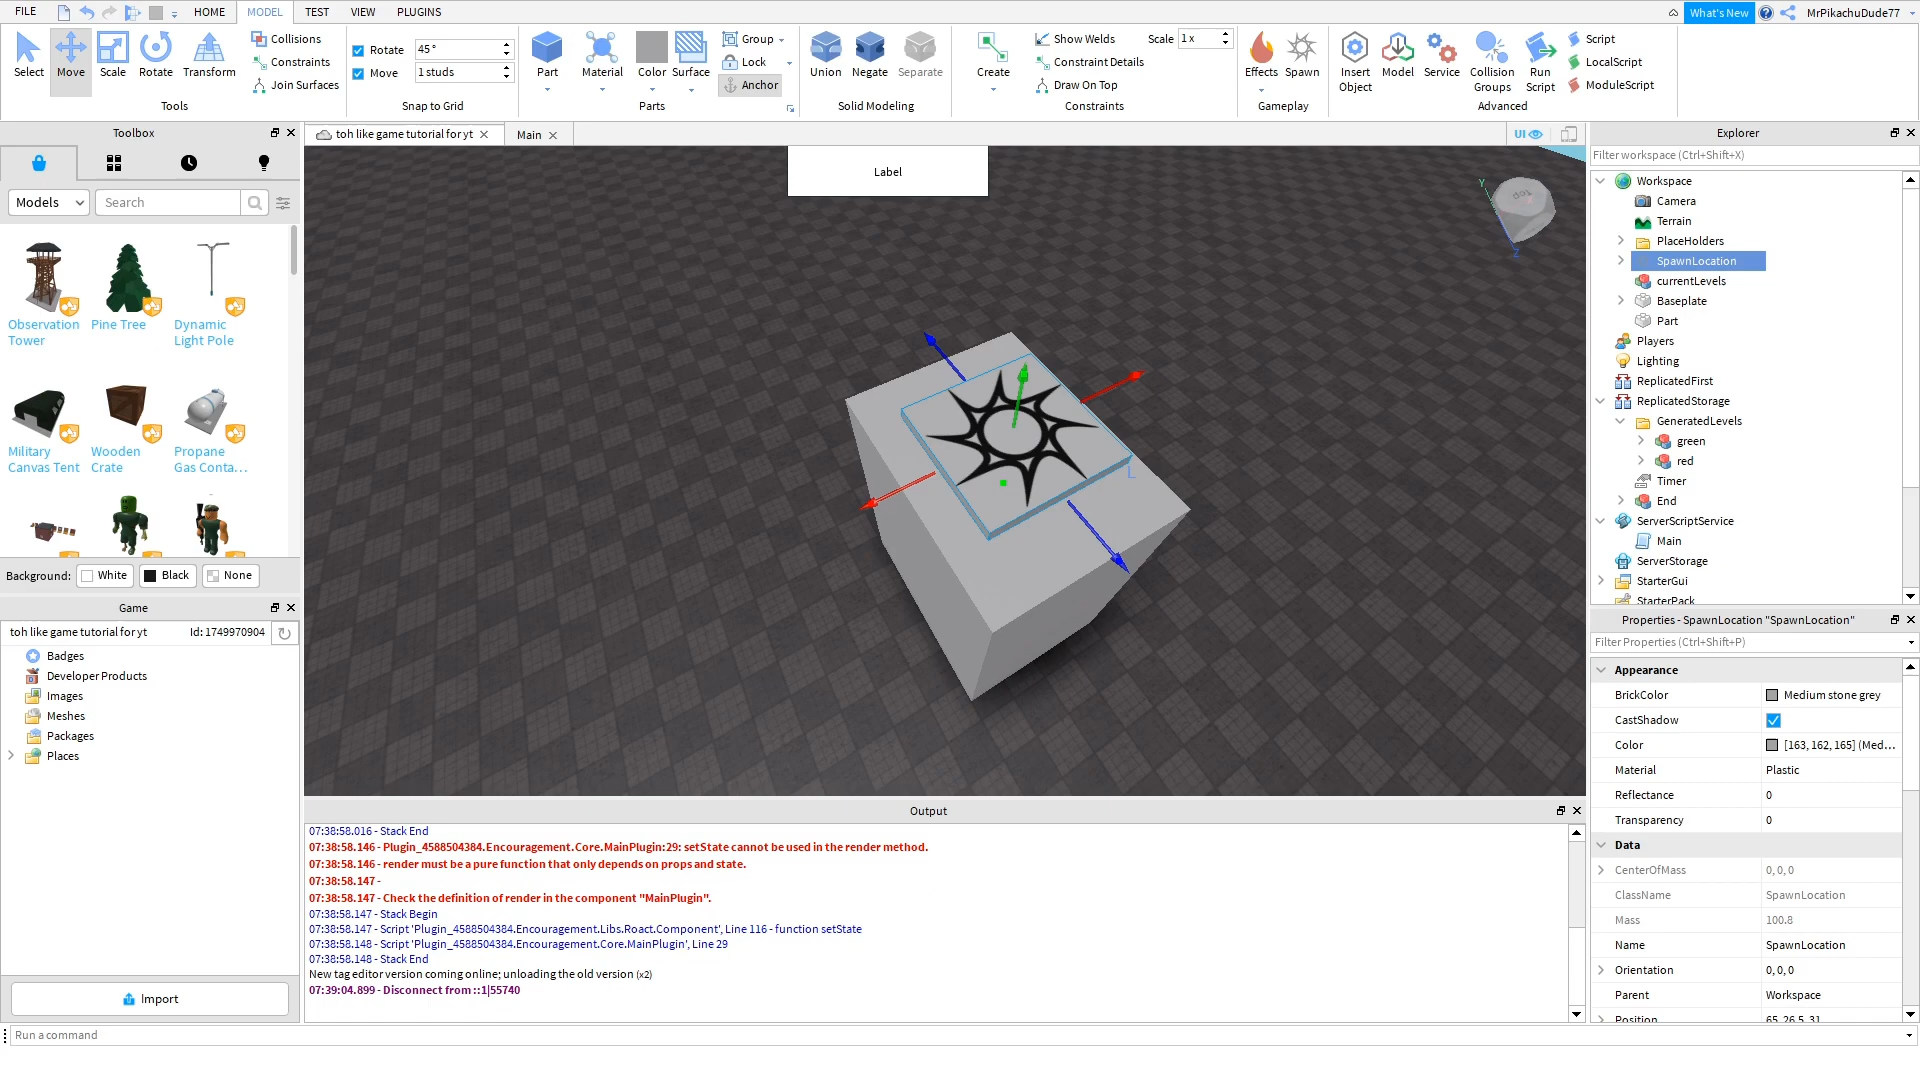 FILE
HOME
MODEL
TEST
VIEW
PLUGINS
What's New
MrPikachuDude77
Select
Move
Scale
Rotate
Transform
Tools
Collisions
Constraints
Join Surfaces
Rotate 45°
Move 1 studs
Snap to Grid
Part
Material
Color
Surface
Group
Lock
Anchor
Parts
Union
Negate
Separate
Solid Modeling
Create
Show Welds
Constraint Details
Draw On Top
Scale 1x
Constraints
Effects
Spawn
Gameplay
Insert
Object
Model
Service
Collision
Groups
Run
Script
Script
LocalScript
ModuleScript
Advanced
Toolbox
Models
Search
Observation
Tower
Pine Tree
Dynamic
Light Pole
Military
Canvas Tent
Wooden
Crate
Propane
Gas Conta...
Background: White Black None
Game
toh like game tutorial for yt Id: 1749970904
Badges
Developer Products
Images
Meshes
Packages
Places
Import
toh like game tutorial for yt
Main
UI
Label
Top
Y
Z
L
Output
07:38:58.016 - Stack End
07:38:58.146 - Plugin_4588504384.Encouragement.Core.MainPlugin:29: setState cannot be used in the render method.
07:38:58.146 - render must be a pure function that only depends on props and state.
07:38:58.147 -
07:38:58.147 - Check the definition of render in the component "MainPlugin".
07:38:58.147 - Stack Begin
07:38:58.147 - Script 'Plugin_4588504384.Encouragement.Libs.Roact.Component', Line 116 - function setState
07:38:58.148 - Script 'Plugin_4588504384.Encouragement.Core.MainPlugin', Line 29
07:38:58.148 - Stack End
New tag editor version coming online; unloading the old version (x2)
07:39:04.899 - Disconnect from ::1|55740
Explorer
Filter workspace (Ctrl+Shift+X)
Workspace
Camera
Terrain
PlaceHolders
SpawnLocation
currentLevels
Baseplate
Part
Players
Lighting
ReplicatedFirst
ReplicatedStorage
GeneratedLevels
green
red
Timer
End
ServerScriptService
Main
ServerStorage
StarterGui
StarterPack
Properties - SpawnLocation "SpawnLocation"
Filter Properties (Ctrl+Shift+P)
Appearance
BrickColor Medium stone grey
CastShadow
Color [163, 162, 165] (Med...
Material Plastic
Reflectance 0
Transparency 0
Data
CenterOfMass 0, 0, 0
ClassName SpawnLocation
Mass 100.8
Name SpawnLocation
Orientation 0, 0, 0
Parent Workspace
Position 65, 26.5, 31
Run a command